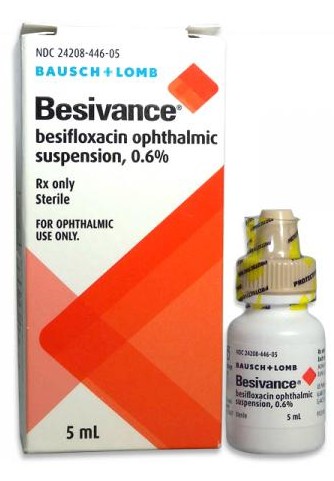 NDC 24208-446-05
BAUSCH + LOMB
Besivance®
besifloxacin ophthalmic
suspension, 0.6%
Rx only
Sterile
FOR OPHTHALMIC
USE ONLY.
5 mL
NDC 24208-446-05
BAUSCH + LOMB
Besivance®
besifloxacin ophthalmic
suspension, 0.6%
Sterile
5 mL